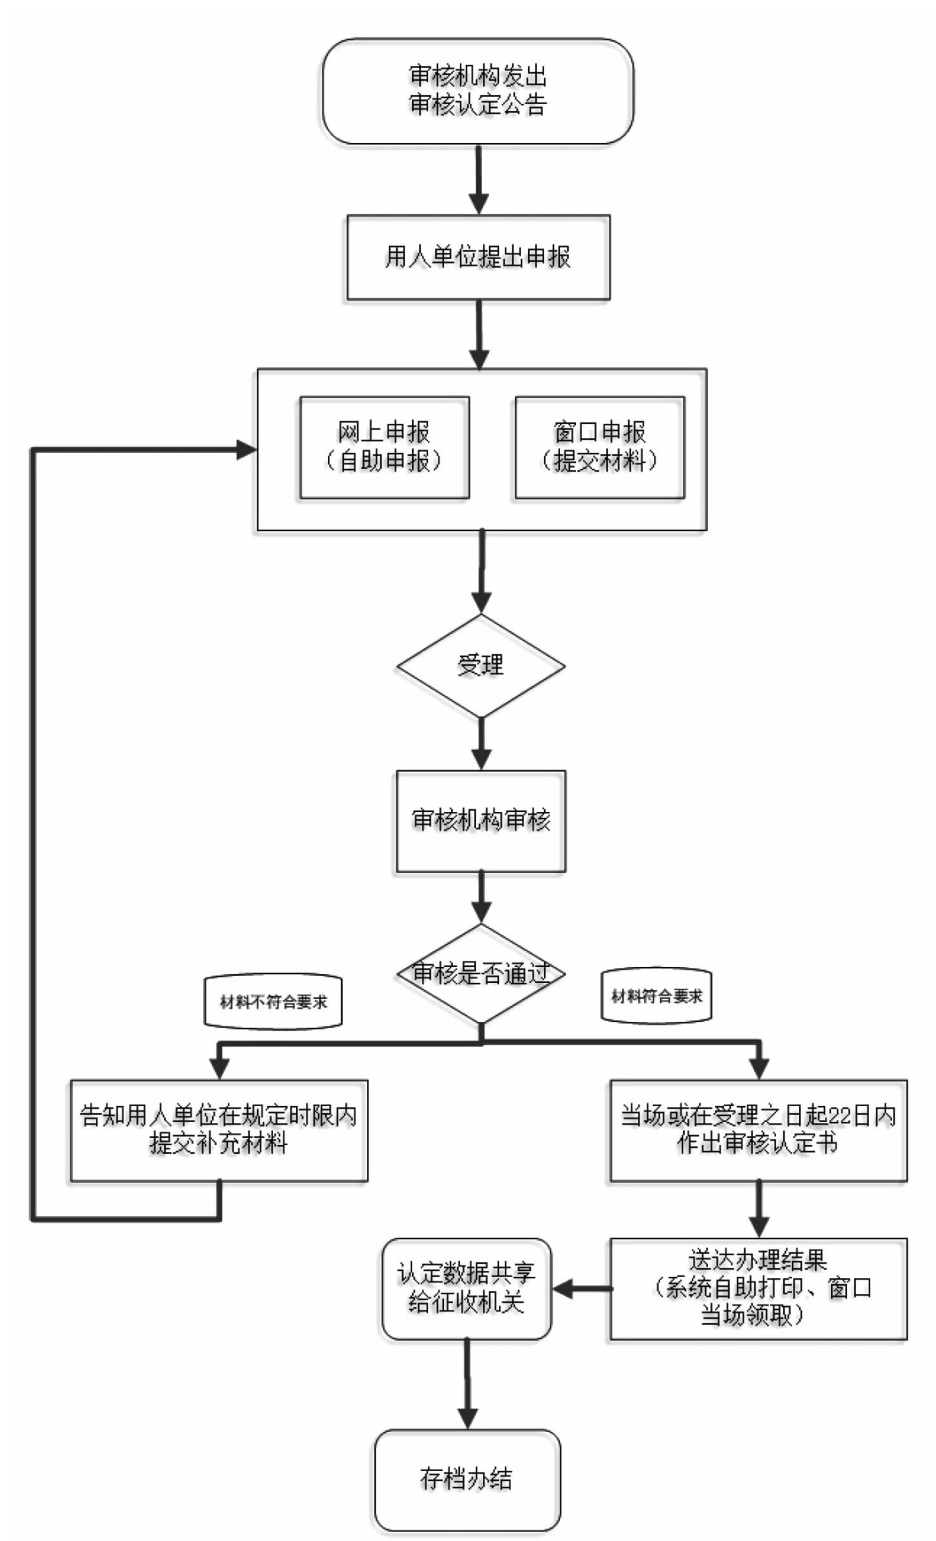 审核机构发出
审核认定公告
用人单位提出申报
网上申报
（自助申报）
窗口申报
（提交材料）
受理
审核机构审核
审核是否通过
材料不符合要求
材料符合要求
告知用人单位在规定时限内
提交补充材料
当场或在受理之日起22日内
作出审核认定书
送达办理结果
（系统自助打印、窗口
当场领取）
认定数据共享
给征收机关
存档办结